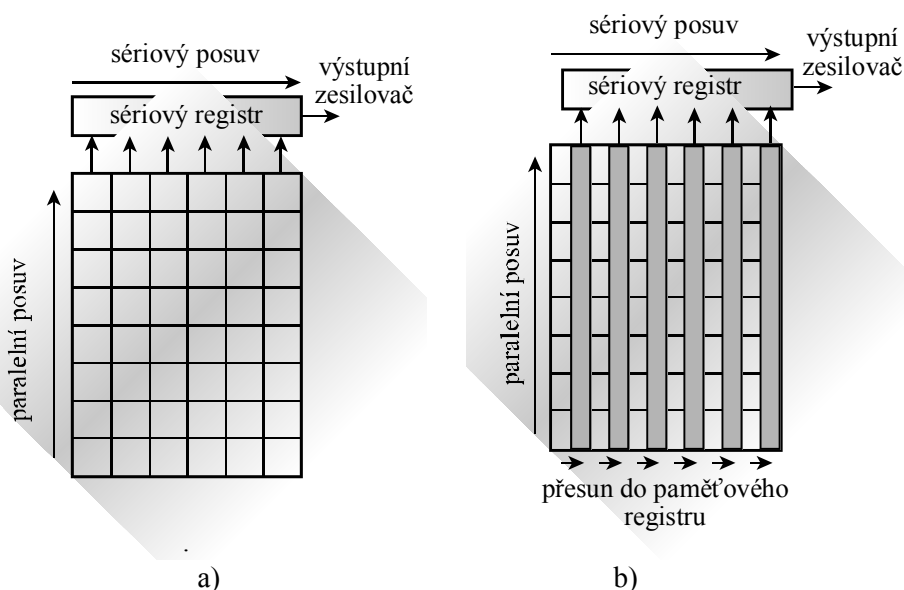 sériový posuv
výstupní
zesilovač
sériový registr
paralelní posuv
a)
sériový posuv
výstupní
zesilovač
sériový registr
paralelní posuv
přesun do paměťového
registru
b)